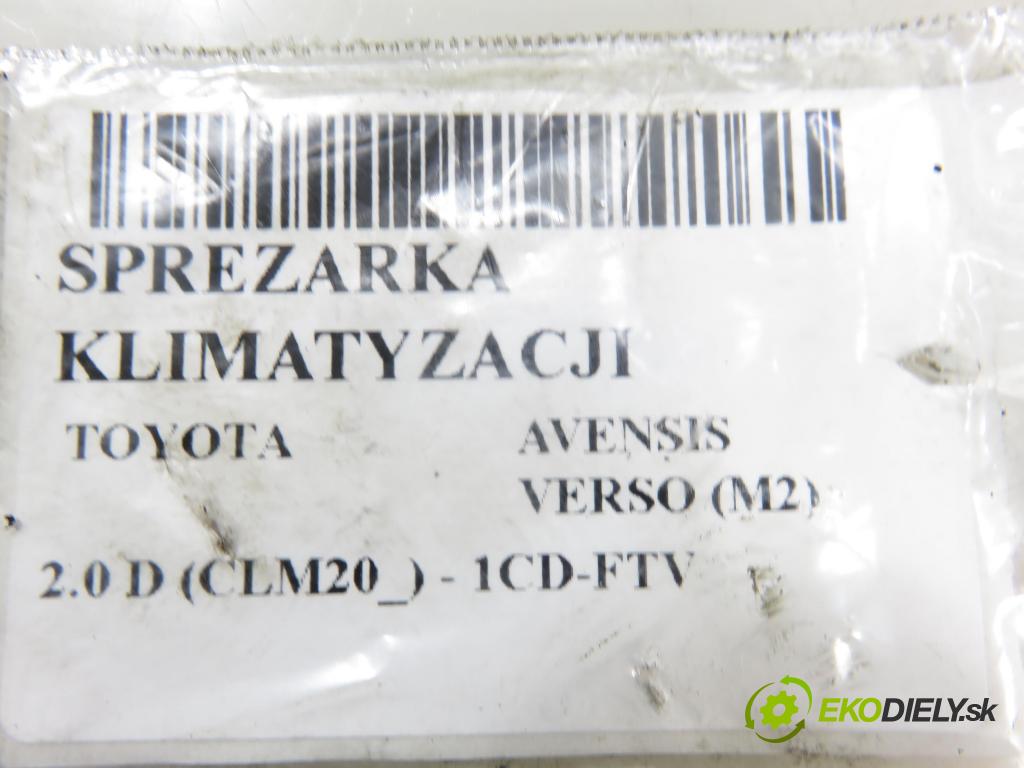 SPREZARKA
KLIMATYZACJI
TOYOTA AVENSIS
VERSO (M2)
2.0 D (CLM20_) - 1CD-FTV
EKODIELY.sk